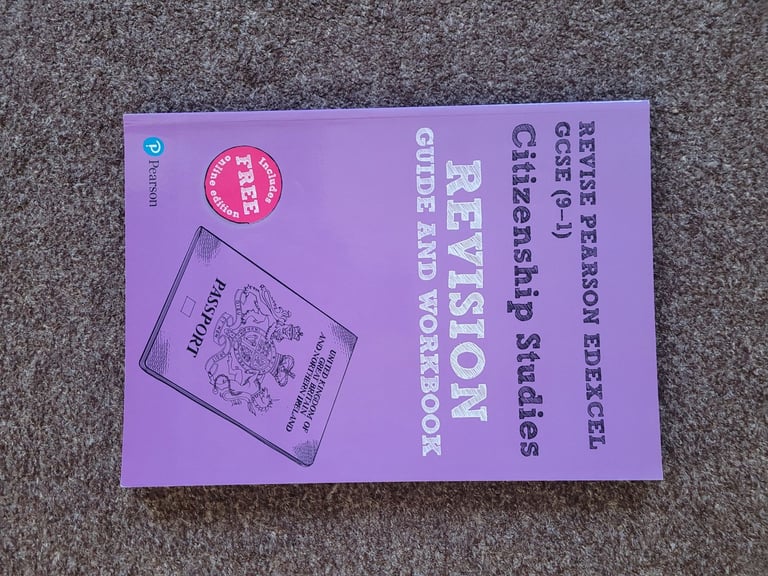 REVISE PEARSON EDEXCEL
GCSE (9–1)
Citizenship Studies
REVISION
GUIDE AND WORKBOOK
UNITED KINGDOM OF
GREAT BRITAIN
AND NORTHERN IRELAND
PASSPORT
Includes
FREE
online edition
Pearson